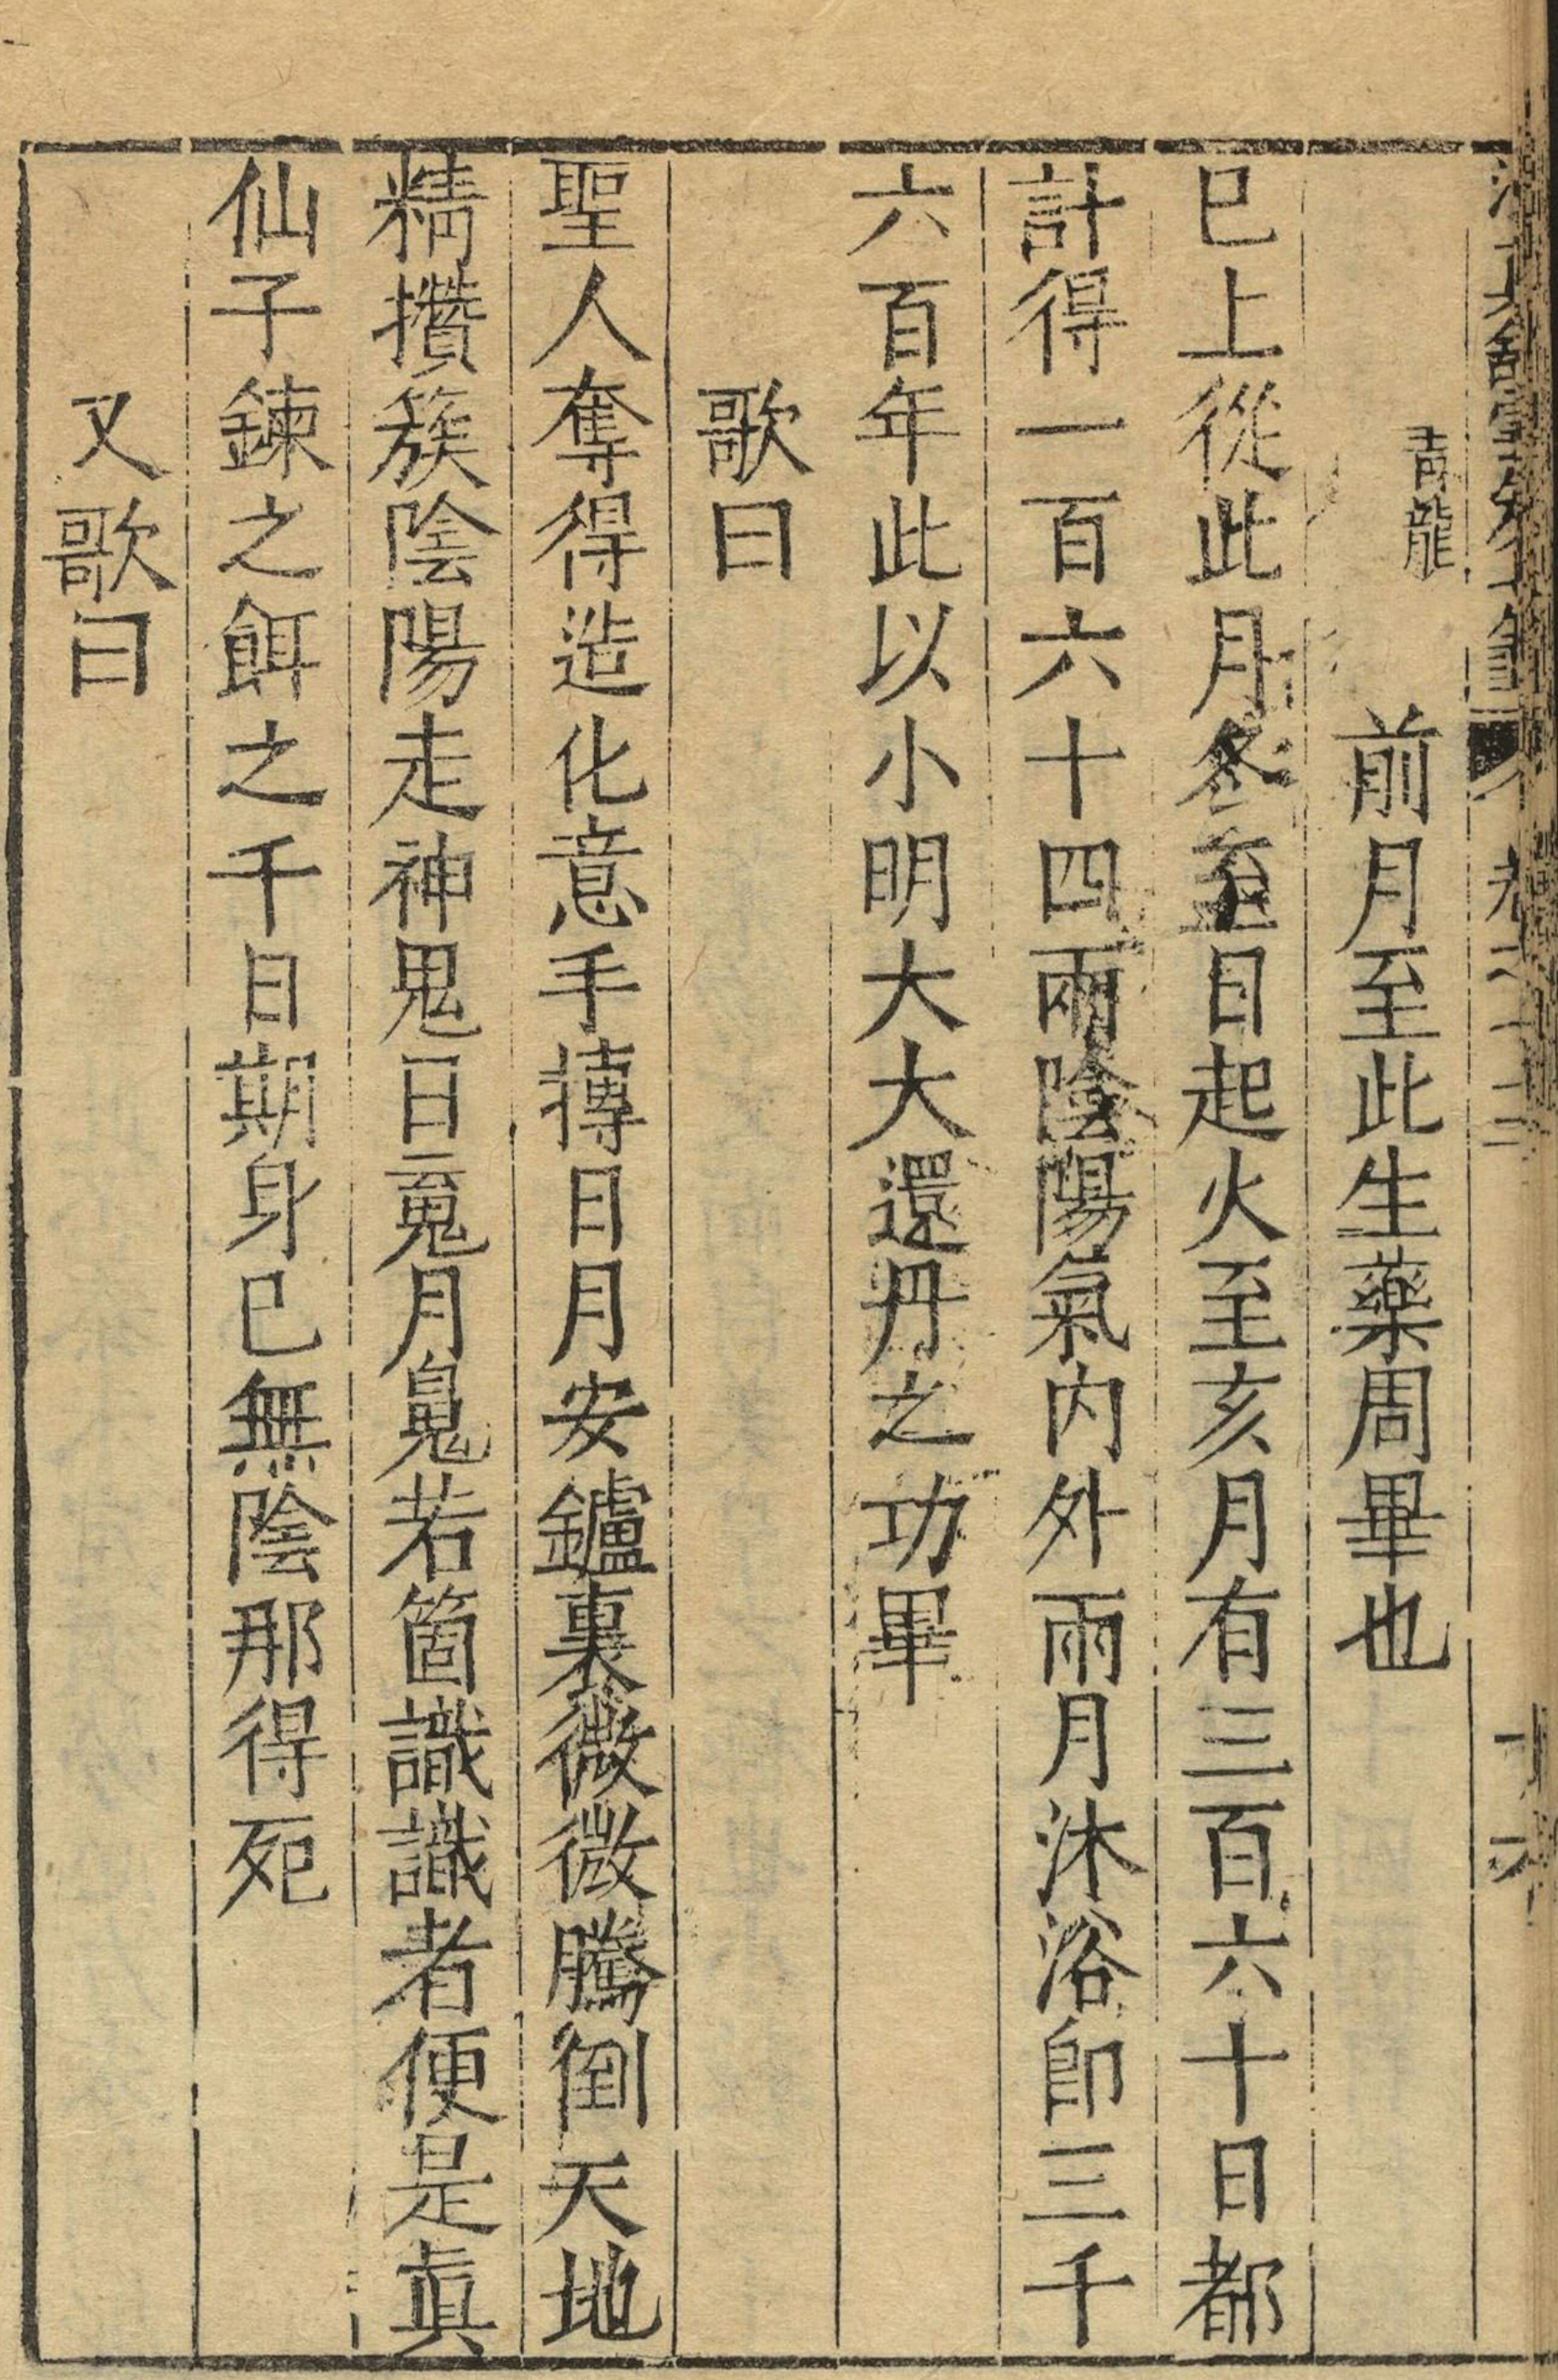 青龍
前月至此生藥周畢也
已上從此月冬至日起火至亥月有三百六十日都
計得一百六十四兩陰陽氣内外兩月沐浴即三千
六百年此以小明大大還丹之功畢
歌曰
聖人奪得造化意手摶日月安鑪裏微微騰倒天地
精攢簇陰陽走神鬼日䰟月魄若箇識識者便是眞
仙子鍊之餌之千日期身已無陰那得死
又歌曰